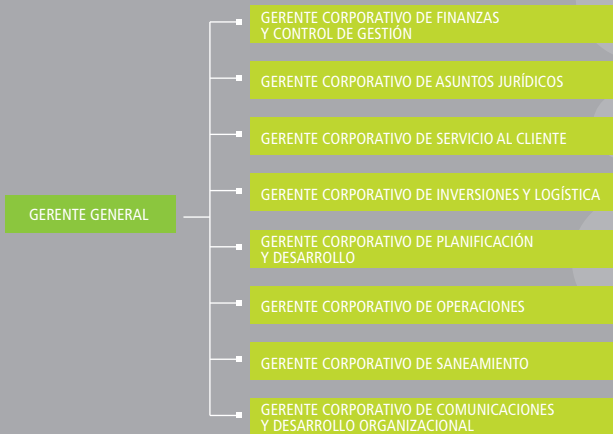 GERENTE CORPORATIVO DE FINANZAS
Y CONTROL DE GESTIÓN
GERENTE CORPORATIVO DE ASUNTOS JURÍDICOS
GERENTE CORPORATIVO DE SERVICIO AL CLIENTE
GERENTE CORPORATIVO DE INVERSIONES Y LOGÍSTICA
GERENTE GENERAL
GERENTE CORPORATIVO DE PLANIFICACIÓN
Y DESARROLLO
GERENTE CORPORATIVO DE OPERACIONES
GERENTE CORPORATIVO DE SANEAMIENTO
GERENTE CORPORATIVO DE COMUNICACIONES
Y DESARROLLO ORGANIZACIONAL